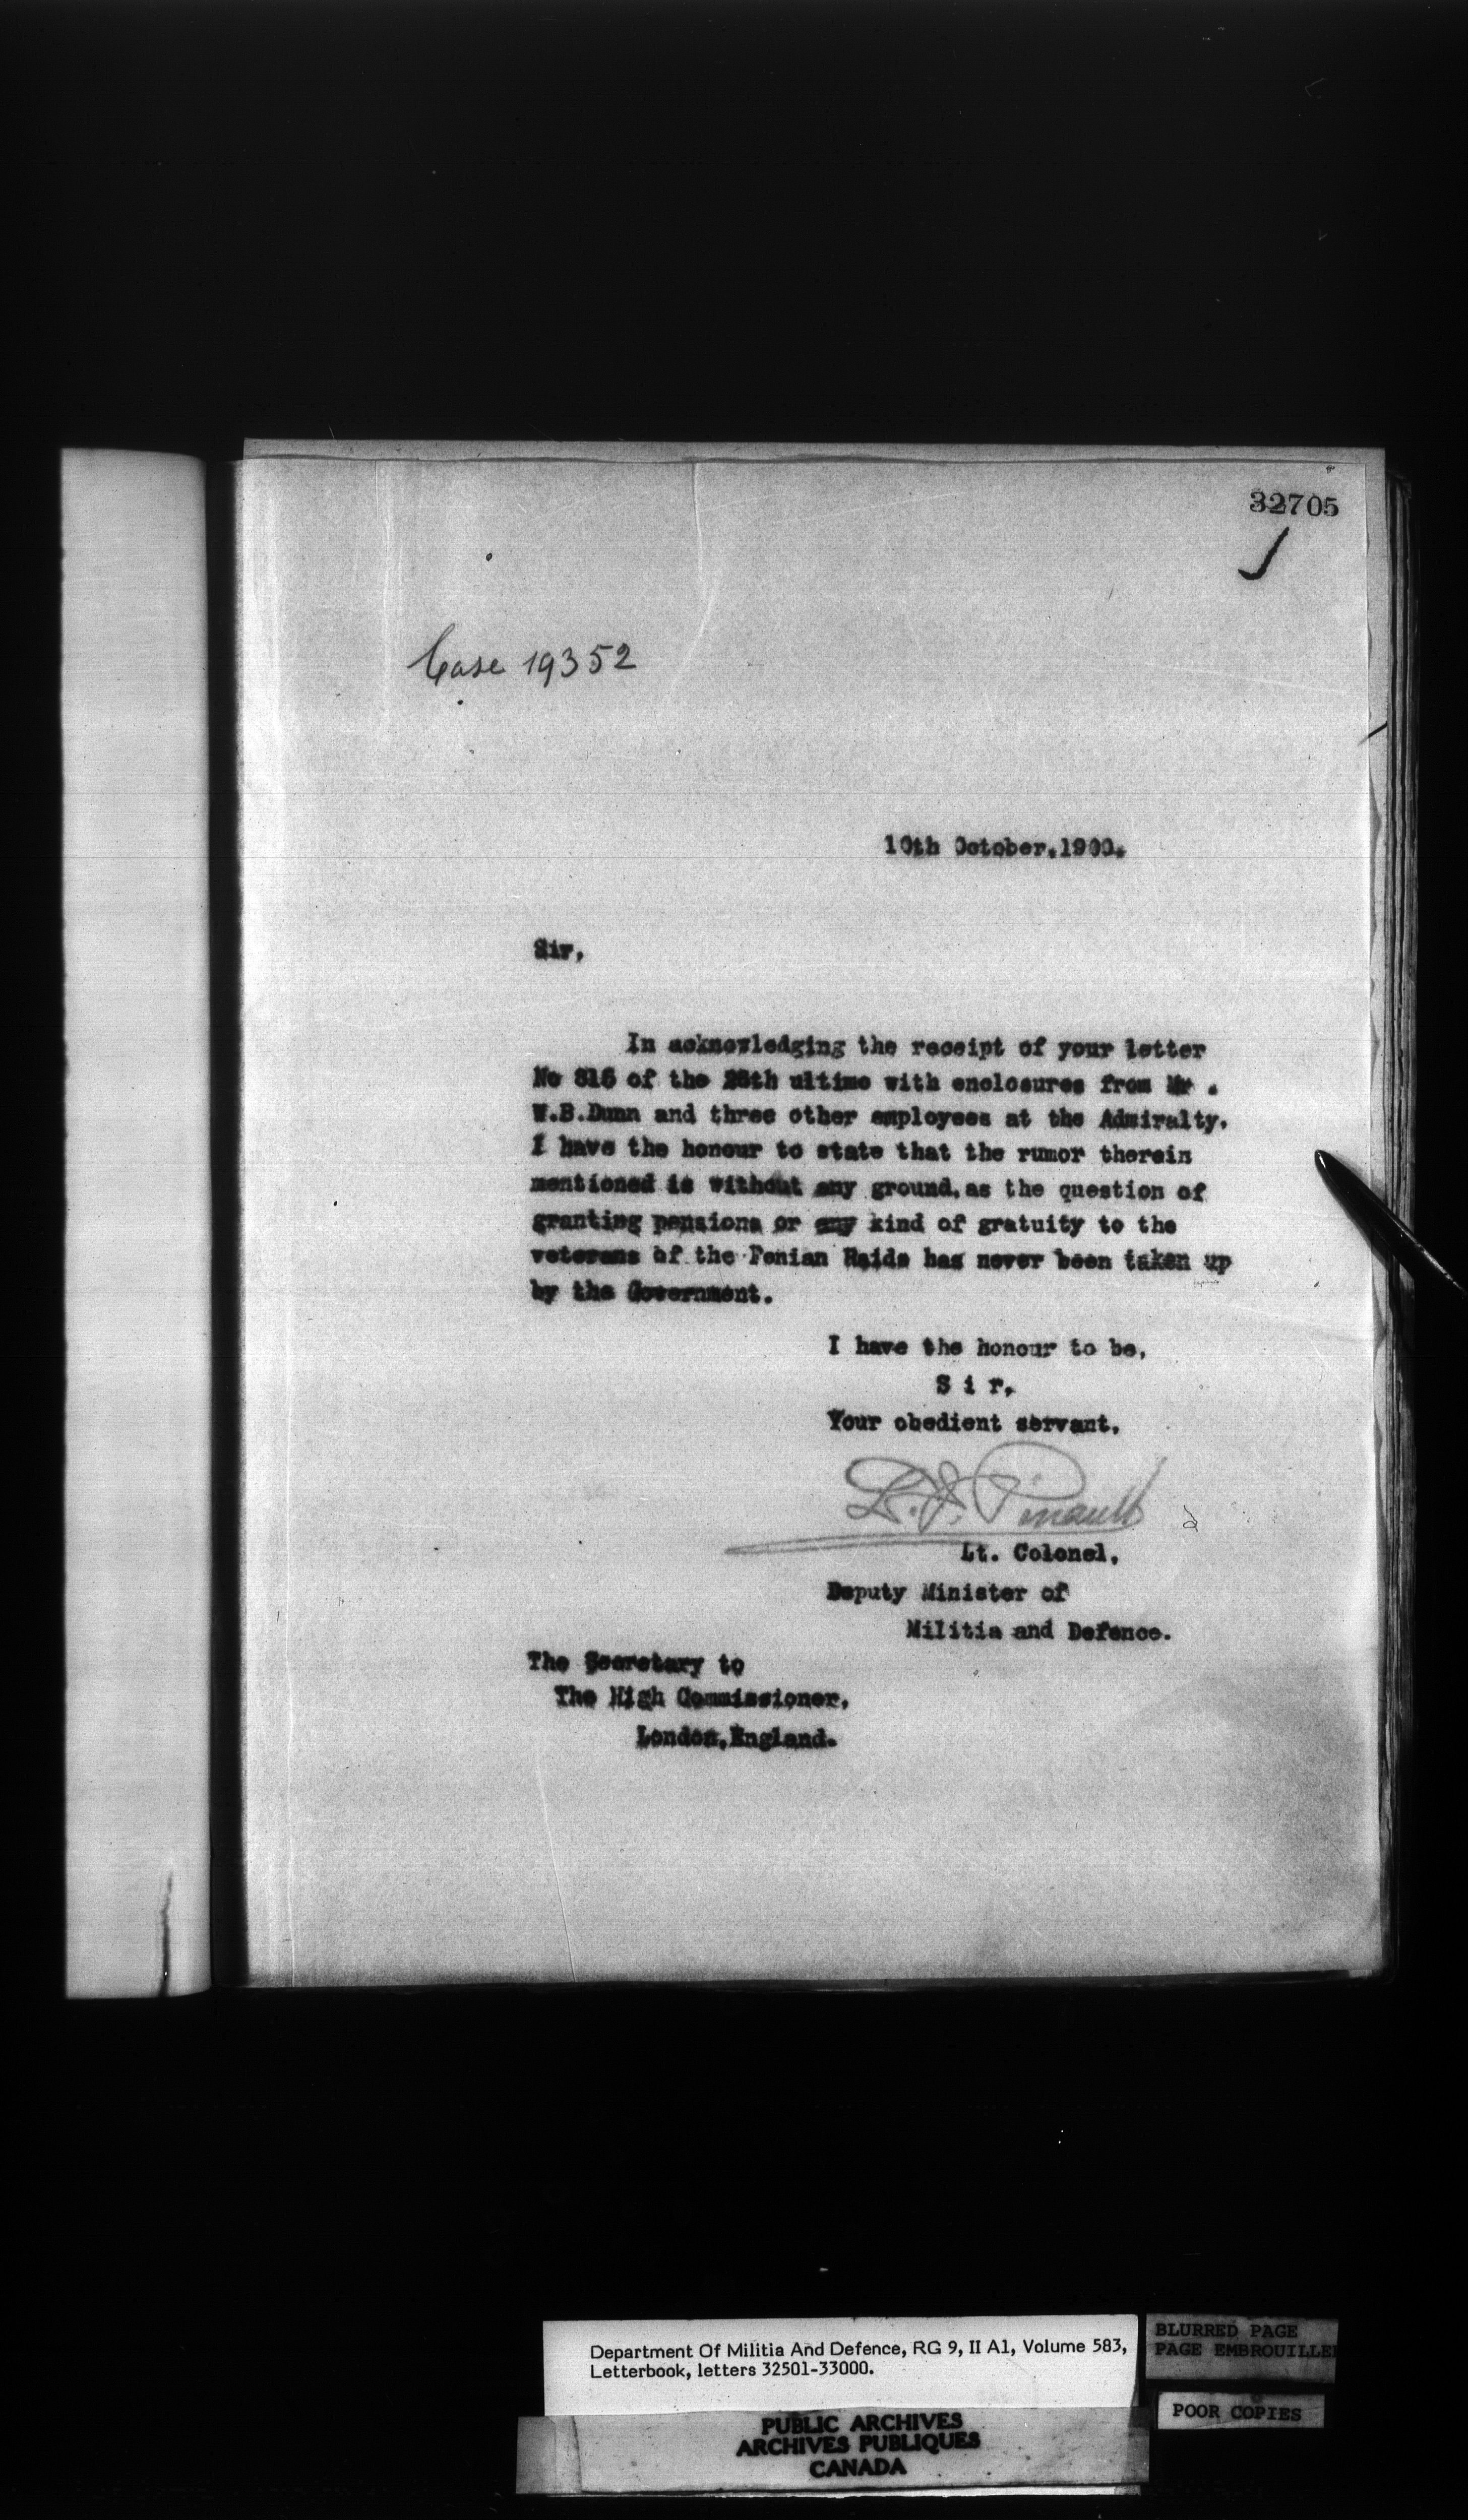 32705
Case 19352
10th October,1900.
Sir,
In acknowledging the receipt of your letter
No 316 of the 26th ultimo with enclosures from Mr .
W.B.Dunn and three other employees at the Admiralty,
I have the honour to state that the rumor therein
mentioned is without any ground, as the question of
granting pensions or any kind of gratuity to the
veterans of the Fenian Raids has never been taken up
by the Government.
I have the honour to be,
S i r,
Your obedient servant,
L. F. Pinault
Lt. Colonel,
Deputy Minister of
Militia and Defence.
The Secretary to
The High Commissioner,
London,England.
Department Of Militia And Defence, RG 9, II A1, Volume 583,
Letterbook, letters 32501-33000.
BLURRED PAGE
PAGE EMBROUILLEE
POOR COPIES
PUBLIC ARCHIVES
ARCHIVES PUBLIQUES
CANADA